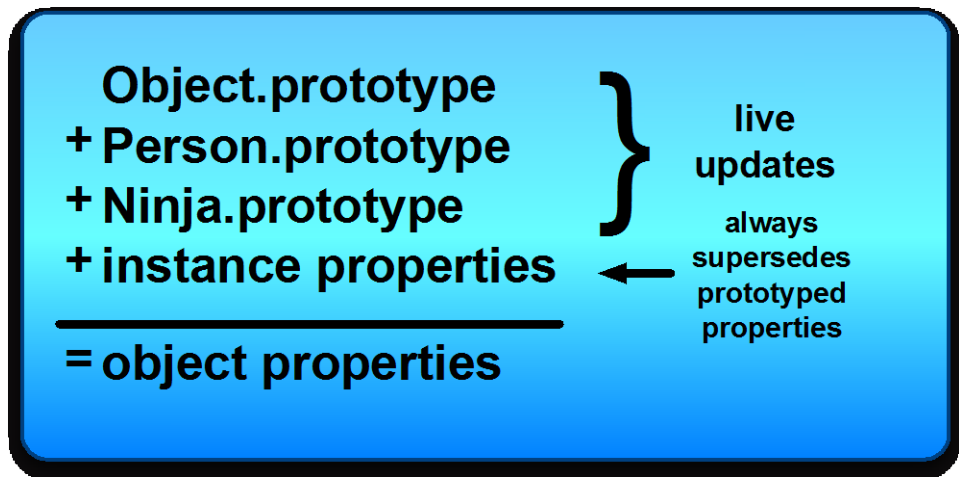 Object.prototype
+ Person.prototype
+ Ninja.prototype
+ instance properties
= object properties
}
live
updates
always
supersedes
prototyped
properties